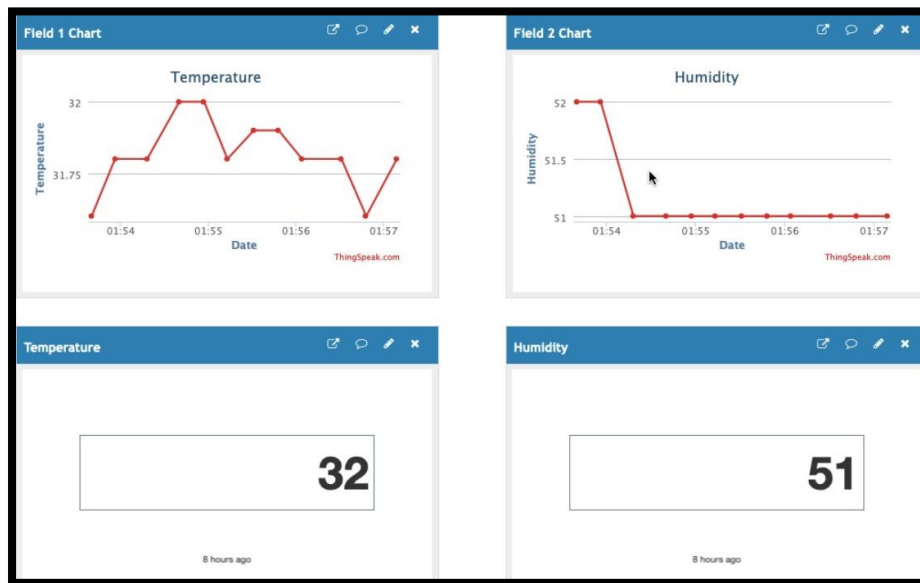 Field 1 Chart
Temperature
32
31.75
Temperature
01:54 01:55 01:56 01:57
Date
ThingSpeak.com
Field 2 Chart
Humidity
52
51.5
51
Humidity
01:54 01:55 01:56 01:57
Date
ThingSpeak.com
Temperature
32
8 hours ago
Humidity
51
8 hours ago